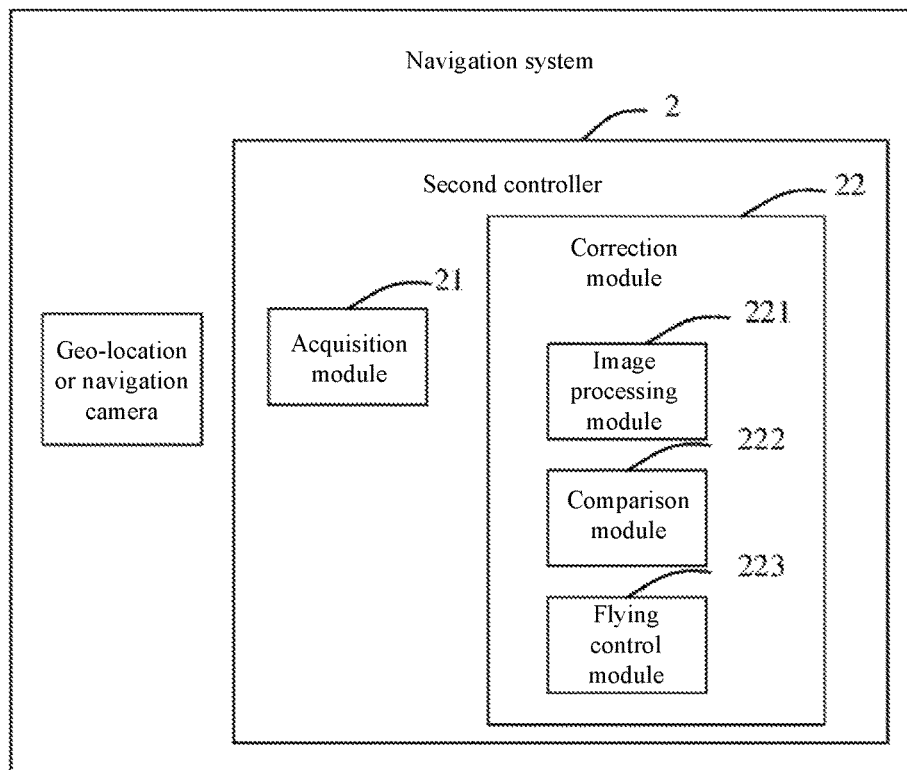 Navigation system
2
Second controller
22
Correction
module
21
Acquisition
module
Geo-location
or navigation
camera
221
Image
processing
module
222
Comparison
module
223
Flying
control
module